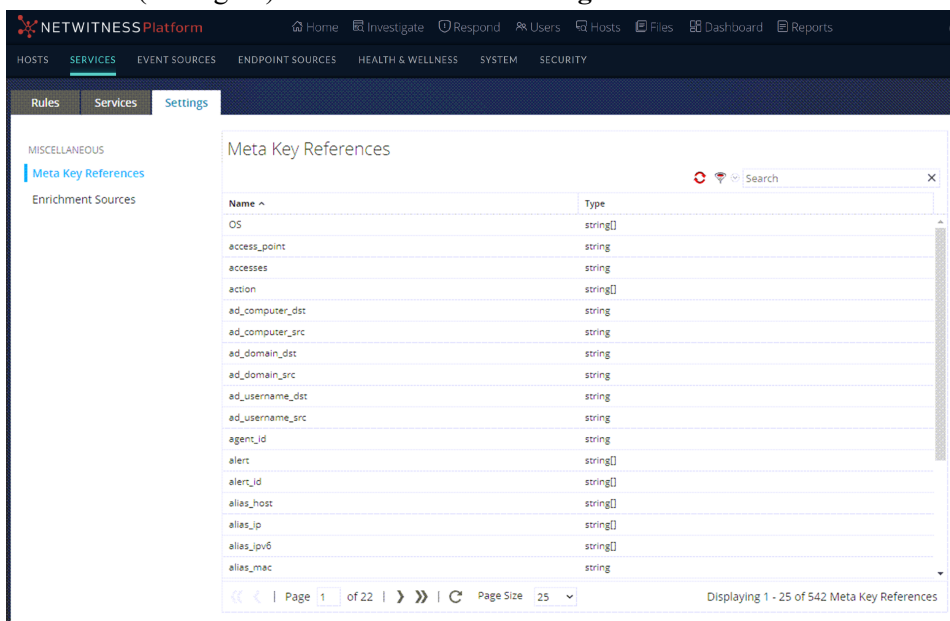 NETWITNESS Platform Home Investigate Respond Users Hosts Files Dashboard Reports
HOSTS SERVICES EVENT SOURCES ENDPOINT SOURCES HEALTH & WELLNESS SYSTEM SECURITY
Rules Services Settings
MISCELLANEOUS
Meta Key References
Enrichment Sources
Meta Key References
Search
Name Type
OS string[]
access_point string
accesses string
action string[]
ad_computer_dst string
ad_computer_src string
ad_domain_dst string
ad_domain_src string
ad_username_dst string
ad_username_src string
agent_id string
alert string[]
alert_id string[]
alias_host string[]
alias_ip string[]
alias_ipv6 string[]
alias_mac string
Page 1 of 22 Page Size 25 Displaying 1 - 25 of 542 Meta Key References